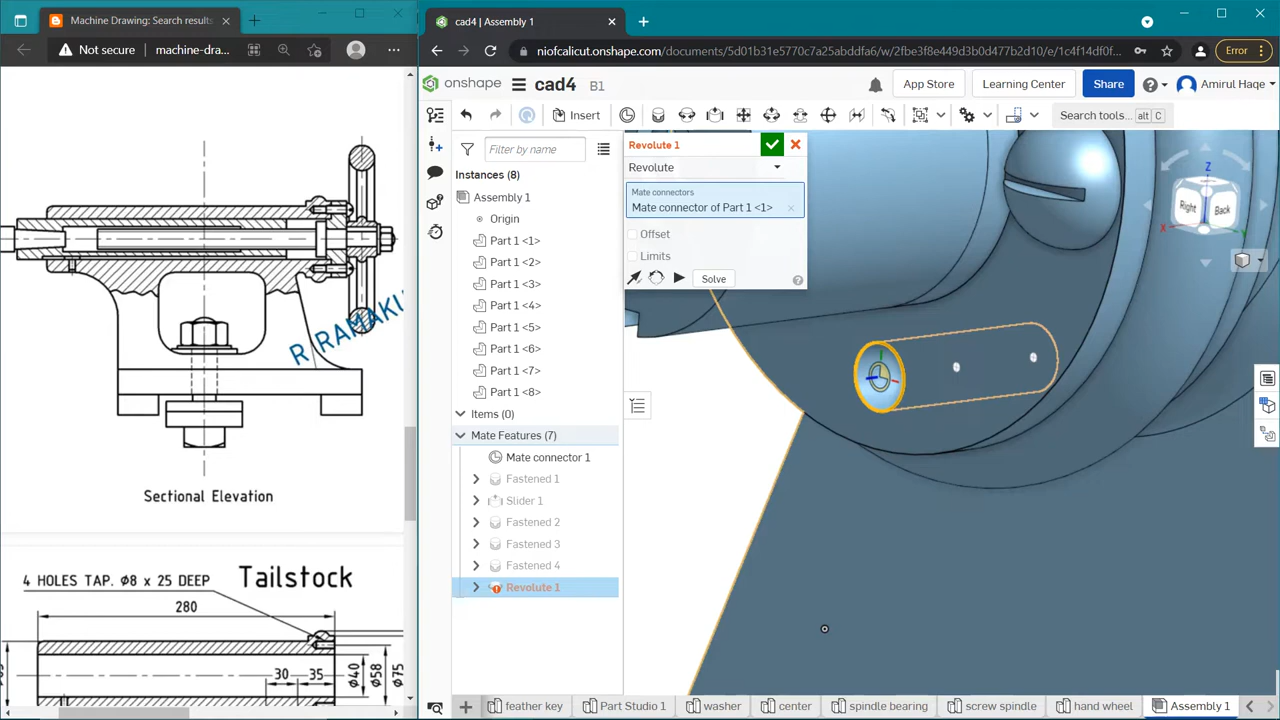 Machine Drawing: Search results
Not secure
machine-dra...
R RAMAKU
Sectional Elevation
4 HOLES TAP. Ø8 x 25 DEEP
Tailstock
280
30
35
Ø40
Ø58
Ø75
cad4 | Assembly 1
niofcalicut.onshape.com/documents/5d01b31e5770c7a25abddfa6/w/2fbe3f8e449d3b0d477b2d10/e/1c4f14df0f...
Error
onshape
cad4
B1
App Store
Learning Center
Share
Amirul Haqe
Insert
Search tools...
alt
C
Filter by name
Instances (8)
Assembly 1
Origin
Part 1 <1>
Part 1 <2>
Part 1 <3>
Part 1 <4>
Part 1 <5>
Part 1 <6>
Part 1 <7>
Part 1 <8>
Items (0)
Mate Features (7)
Mate connector 1
Fastened 1
Slider 1
Fastened 2
Fastened 3
Fastened 4
Revolute 1
Revolute 1
Revolute
Mate connectors
Mate connector of Part 1 <1>
Offset
Limits
Solve
Z
Right
Back
X
Y
feather key
Part Studio 1
washer
center
spindle bearing
screw spindle
hand wheel
Assembly 1